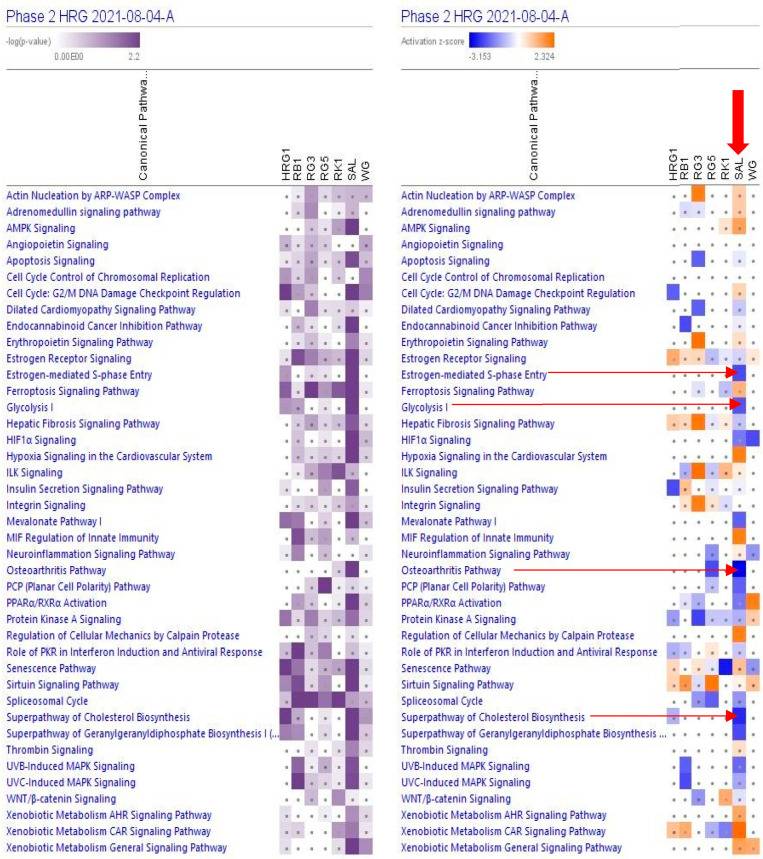 Phase 2 HRG 2021-08-04-A
-log(p-value)
0.00E00 2.2
Canonical Pathwa...
HRG1
RB1
RG3
RG5
RK1
SAL
WG
Actin Nucleation by ARP-WASP Complex
Adrenomedullin signaling pathway
AMPK Signaling
Angiopoietin Signaling
Apoptosis Signaling
Cell Cycle Control of Chromosomal Replication
Cell Cycle: G2/M DNA Damage Checkpoint Regulation
Dilated Cardiomyopathy Signaling Pathway
Endocannabinoid Cancer Inhibition Pathway
Erythropoietin Signaling Pathway
Estrogen Receptor Signaling
Estrogen-mediated S-phase Entry
Ferroptosis Signaling Pathway
Glycolysis I
Hepatic Fibrosis Signaling Pathway
HIF1α Signaling
Hypoxia Signaling in the Cardiovascular System
ILK Signaling
Insulin Secretion Signaling Pathway
Integrin Signaling
Mevalonate Pathway I
MIF Regulation of Innate Immunity
Neuroinflammation Signaling Pathway
Osteoarthritis Pathway
PCP (Planar Cell Polarity) Pathway
PPARα/RXRα Activation
Protein Kinase A Signaling
Regulation of Cellular Mechanics by Calpain Protease
Role of PKR in Interferon Induction and Antiviral Response
Senescence Pathway
Sirtuin Signaling Pathway
Spliceosomal Cycle
Superpathway of Cholesterol Biosynthesis
Superpathway of Geranylgeranyldiphosphate Biosynthesis I (...
Thrombin Signaling
UVB-Induced MAPK Signaling
UVC-Induced MAPK Signaling
WNT/β-catenin Signaling
Xenobiotic Metabolism AHR Signaling Pathway
Xenobiotic Metabolism CAR Signaling Pathway
Xenobiotic Metabolism General Signaling Pathway
Phase 2 HRG 2021-08-04-A
Activation z-score
-3.153 2.324
Canonical Pathwa...
HRG1
RB1
RG3
RG5
RK1
SAL
WG
Actin Nucleation by ARP-WASP Complex
Adrenomedullin signaling pathway
AMPK Signaling
Angiopoietin Signaling
Apoptosis Signaling
Cell Cycle Control of Chromosomal Replication
Cell Cycle: G2/M DNA Damage Checkpoint Regulation
Dilated Cardiomyopathy Signaling Pathway
Endocannabinoid Cancer Inhibition Pathway
Erythropoietin Signaling Pathway
Estrogen Receptor Signaling
Estrogen-mediated S-phase Entry
Ferroptosis Signaling Pathway
Glycolysis I
Hepatic Fibrosis Signaling Pathway
HIF1α Signaling
Hypoxia Signaling in the Cardiovascular System
ILK Signaling
Insulin Secretion Signaling Pathway
Integrin Signaling
Mevalonate Pathway I
MIF Regulation of Innate Immunity
Neuroinflammation Signaling Pathway
Osteoarthritis Pathway
PCP (Planar Cell Polarity) Pathway
PPARα/RXRα Activation
Protein Kinase A Signaling
Regulation of Cellular Mechanics by Calpain Protease
Role of PKR in Interferon Induction and Antiviral Response
Senescence Pathway
Sirtuin Signaling Pathway
Spliceosomal Cycle
Superpathway of Cholesterol Biosynthesis
Superpathway of Geranylgeranyldiphosphate Biosynthesis ...
Thrombin Signaling
UVB-Induced MAPK Signaling
UVC-Induced MAPK Signaling
WNT/β-catenin Signaling
Xenobiotic Metabolism AHR Signaling Pathway
Xenobiotic Metabolism CAR Signaling Pathway
Xenobiotic Metabolism General Signaling Pathway